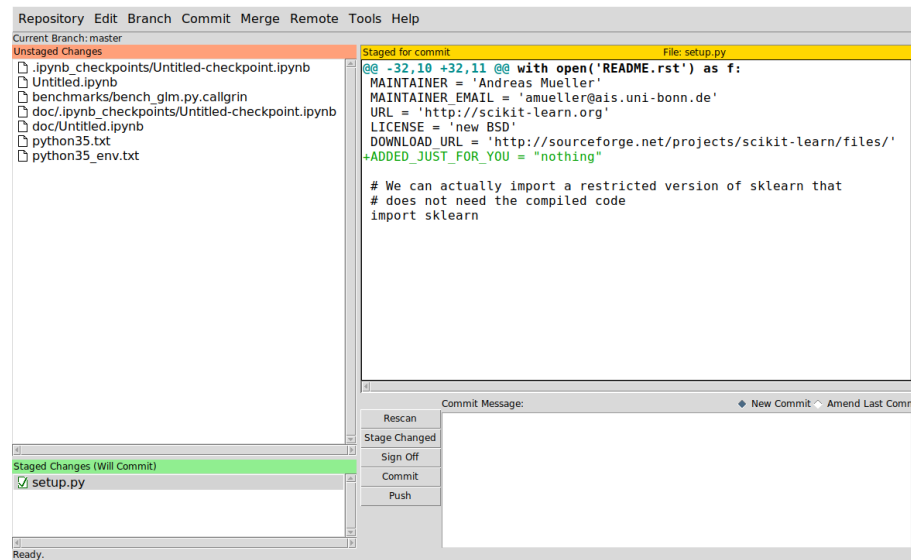 Repository Edit Branch Commit Merge Remote Tools Help
Current Branch: master
Unstaged Changes
.ipynb_checkpoints/Untitled-checkpoint.ipynb
Untitled.ipynb
benchmarks/bench_glm.py.callgrin
doc/.ipynb_checkpoints/Untitled-checkpoint.ipynb
doc/Untitled.ipynb
python35.txt
python35_env.txt
Staged Changes (Will Commit)
setup.py
Staged for commit File: setup.py
@@ -32,10 +32,11 @@ with open('README.rst') as f:
MAINTAINER = 'Andreas Mueller'
MAINTAINER_EMAIL = 'amueller@ais.uni-bonn.de'
URL = 'http://scikit-learn.org'
LICENSE = 'new BSD'
DOWNLOAD_URL = 'http://sourceforge.net/projects/scikit-learn/files/'
+ADDED_JUST_FOR_YOU = "nothing"
# We can actually import a restricted version of sklearn that
# does not need the compiled code
import sklearn
Commit Message: New Commit Amend Last Comm
Rescan
Stage Changed
Sign Off
Commit
Push
Ready.